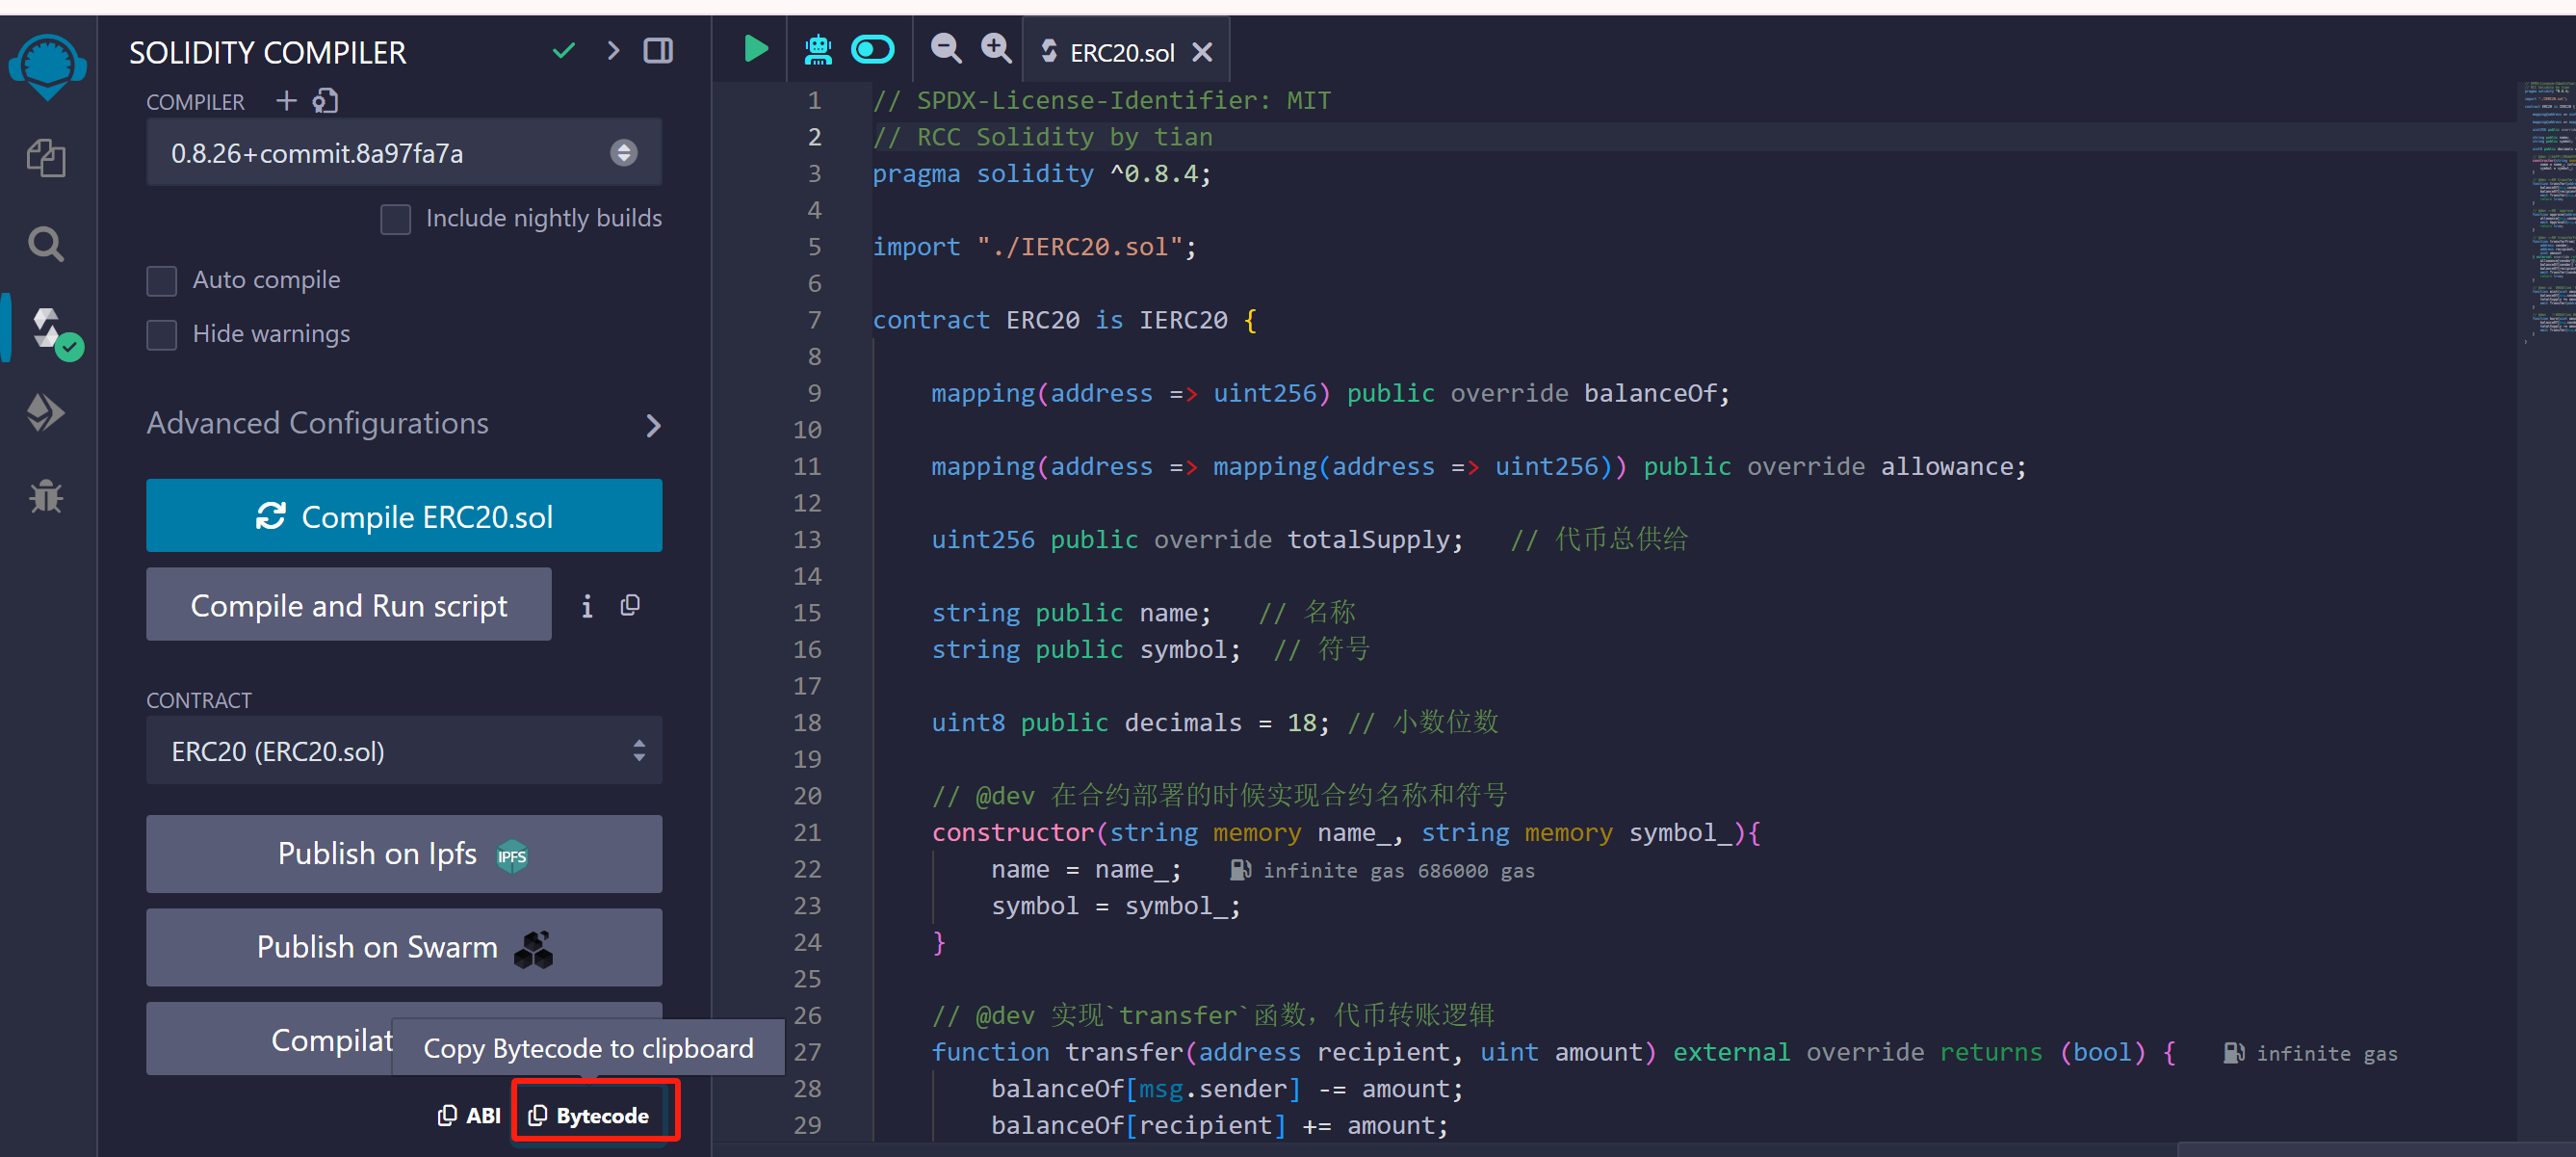 SOLIDITY COMPILER
COMPILER
0.8.26+commit.8a97fa7a
Include nightly builds
Auto compile
Hide warnings
Advanced Configurations
Compile ERC20.sol
Compile and Run script
CONTRACT
ERC20 (ERC20.sol)
Publish on Ipfs IPFS
Publish on Swarm
Compilat
Copy Bytecode to clipboard
ABI Bytecode
ERC20.sol
1 // SPDX-License-Identifier: MIT
2 // RCC Solidity by tian
3 pragma solidity ^0.8.4;
4
5 import "./IERC20.sol";
6
7 contract ERC20 is IERC20 {
8
9 mapping(address => uint256) public override balanceOf;
10
11 mapping(address => mapping(address => uint256)) public override allowance;
12
13 uint256 public override totalSupply; // 代币总供给
14
15 string public name; // 名称
16 string public symbol; // 符号
17
18 uint8 public decimals = 18; // 小数位数
19
20 // @dev 在合约部署的时候实现合约名称和符号
21 constructor(string memory name_, string memory symbol_){
22 name = name_; infinite gas 686000 gas
23 symbol = symbol_;
24 }
25
26 // @dev 实现`transfer`函数，代币转账逻辑
27 function transfer(address recipient, uint amount) external override returns (bool) { infinite gas
28 balanceOf[msg.sender] -= amount;
29 balanceOf[recipient] += amount;